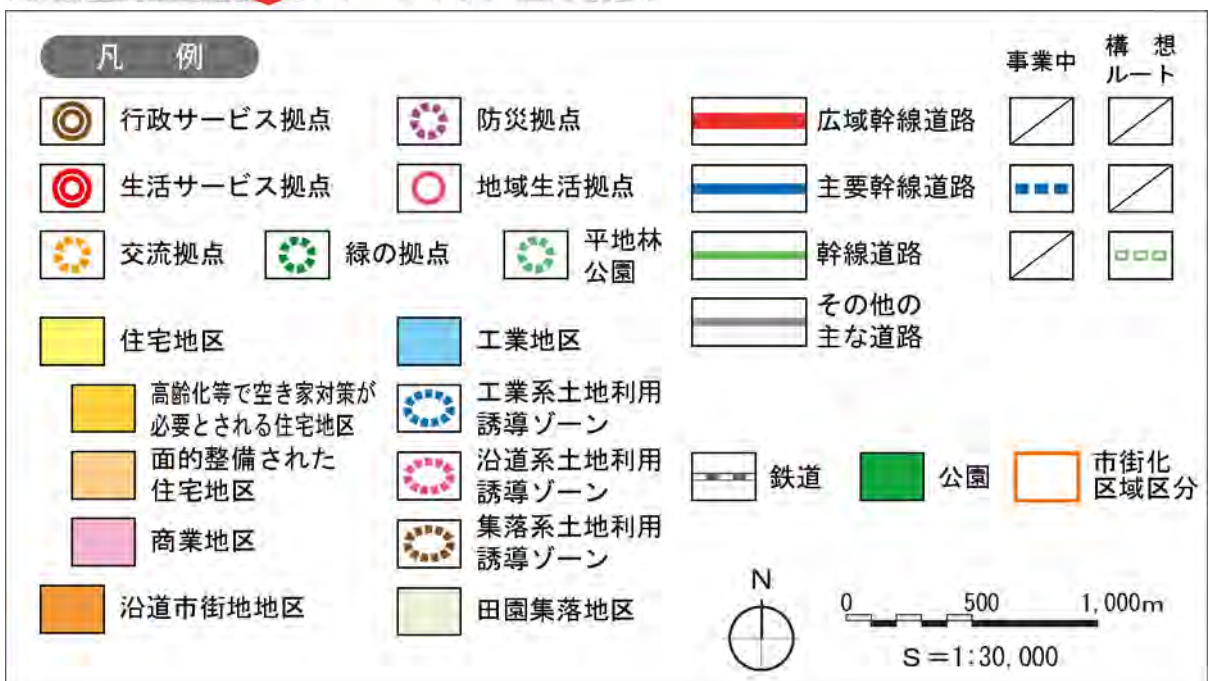 凡 例
事業中
構 想
ルート
行政サービス拠点
防災拠点
広域幹線道路
生活サービス拠点
地域生活拠点
主要幹線道路
交流拠点
緑の拠点
平地林
公園
幹線道路
その他の
主な道路
住宅地区
工業地区
高齢化等で空き家対策が
必要とされる住宅地区
工業系土地利用
誘導ゾーン
面的整備された
住宅地区
沿道系土地利用
誘導ゾーン
鉄道
公園
市街化
区域区分
商業地区
集落系土地利用
誘導ゾーン
沿道市街地地区
田園集落地区
N
0 500 1,000m
S=1:30,000